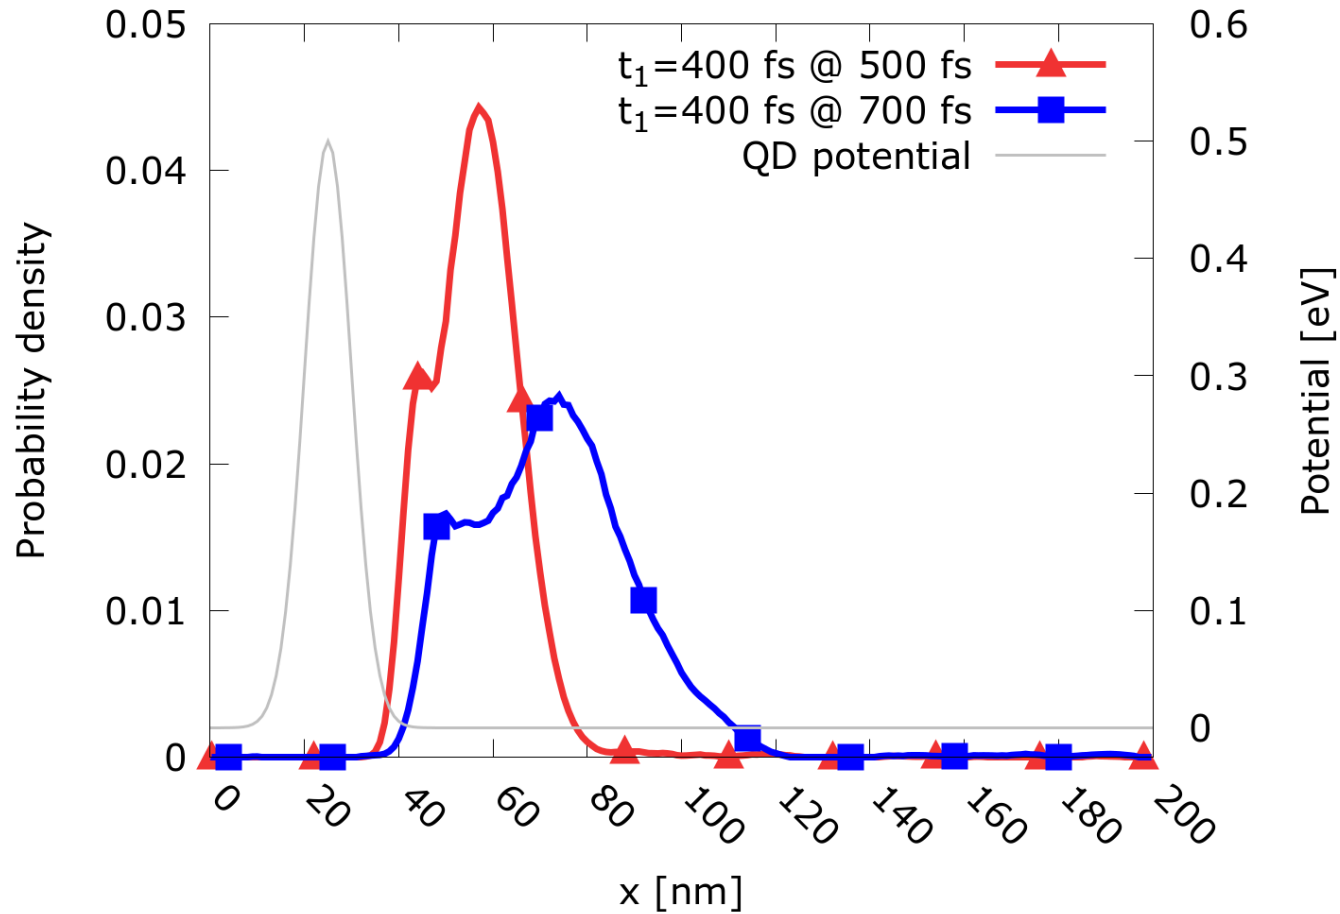 0.05
0.04
0.03
0.02
0.01
0
Probability density
0.6
0.5
0.4
0.3
0.2
0.1
0
Potential [eV]
t₁=400 fs @ 500 fs
t₁=400 fs @ 700 fs
QD potential
0 20 40 60 80 100 120 140 160 180 200
x [nm]